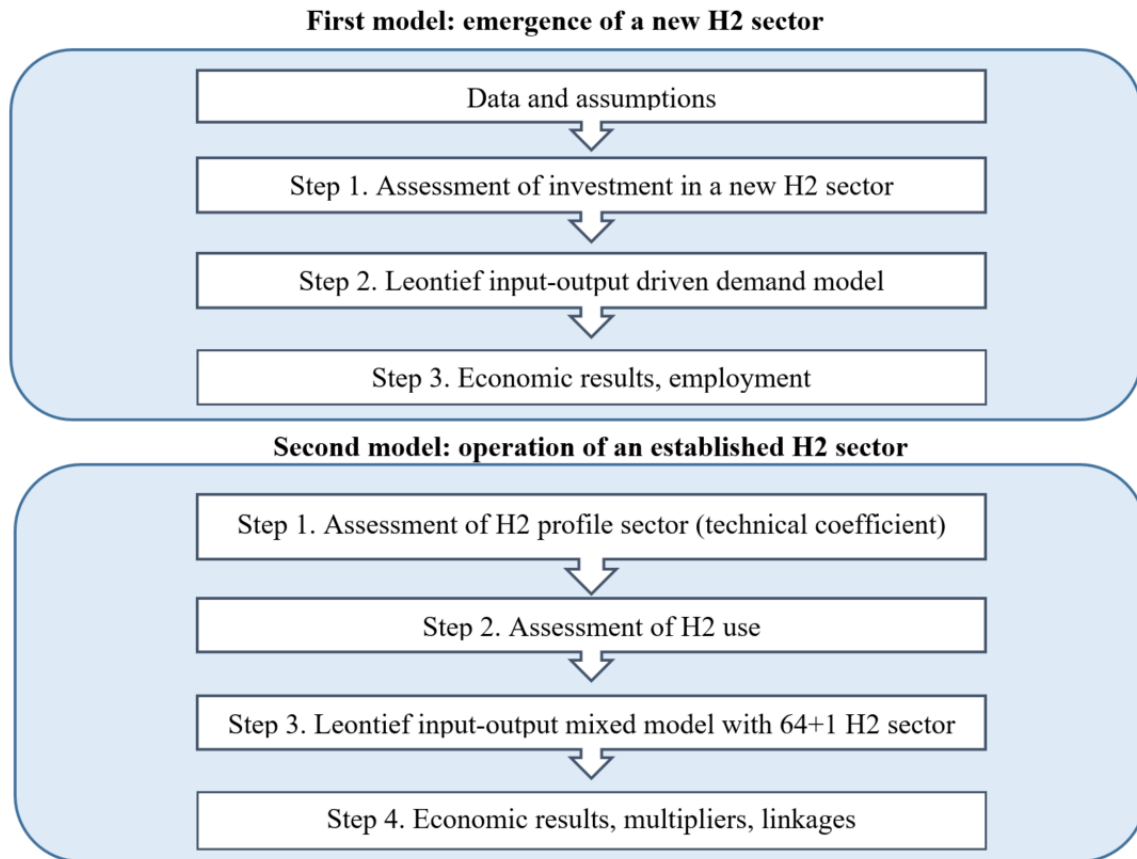 First model: emergence of a new H2 sector
Data and assumptions
Step 1. Assessment of investment in a new H2 sector
Step 2. Leontief input-output driven demand model
Step 3. Economic results, employment
Second model: operation of an established H2 sector
Step 1. Assessment of H2 profile sector (technical coefficient)
Step 2. Assessment of H2 use
Step 3. Leontief input-output mixed model with 64+1 H2 sector
Step 4. Economic results, multipliers, linkages